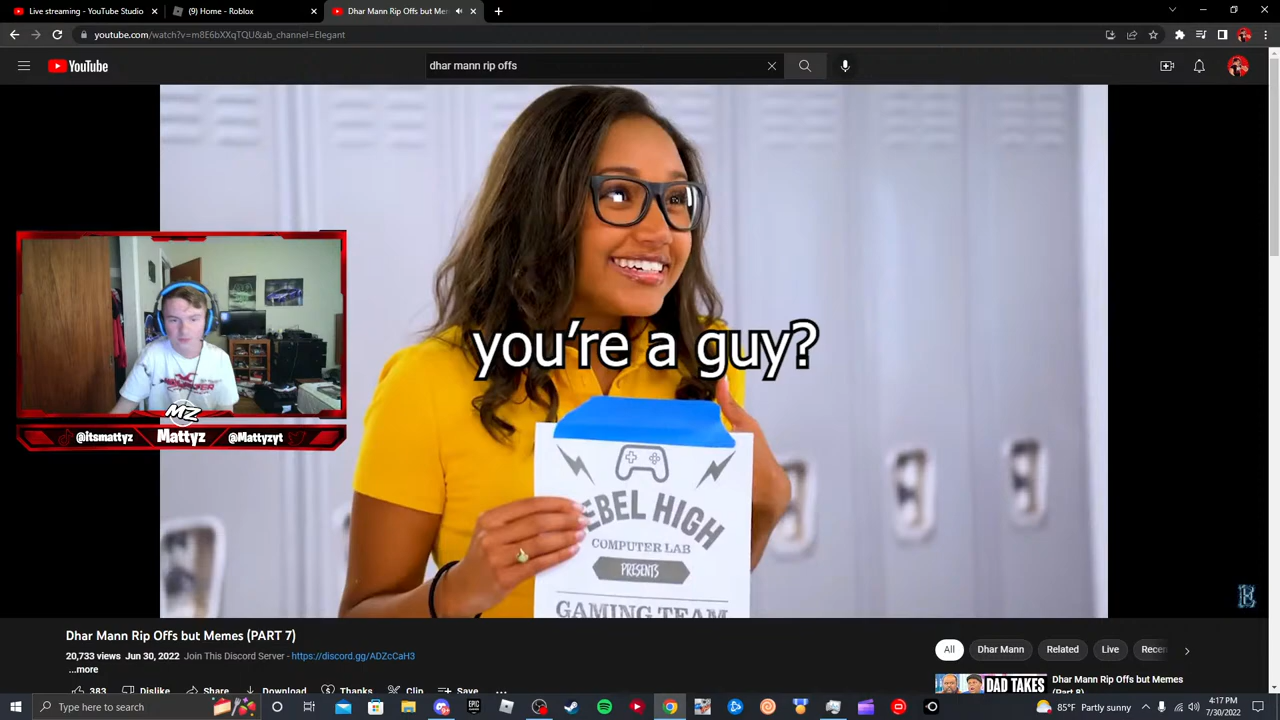 Live streaming - YouTube Studio
(9) Home - Roblox
Dhar Mann Rip Offs but Mem
youtube.com/watch?v=m8E6bXXqTQU&ab_channel=Elegant
YouTube
dhar mann rip offs
you're a guy?
EBEL HIGH
COMPUTER LAB
PRESENTS
GAMING TEAM
MZ
@itsmattyz
Mattyz
@Mattyzyt
Dhar Mann Rip Offs but Memes (PART 7)
20,733 views Jun 30, 2022 Join This Discord Server - https://discord.gg/ADZcCaH3
...more
383
Dislike
Share
Download
Thanks
Clip
Save
All
Dhar Mann
Related
Live
Recen
DAD TAKES
Dhar Mann Rip Offs but Memes
(Part 8)
Type here to search
EPIC
85°F Partly sunny
4:17 PM
7/30/2022